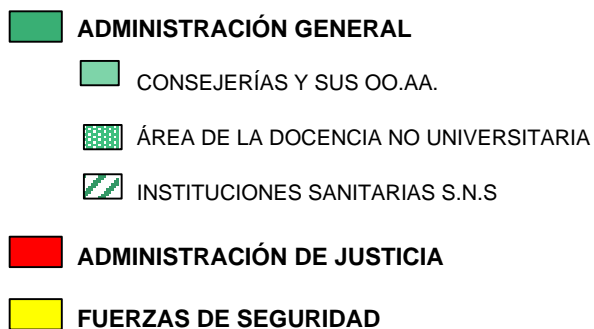 ADMINISTRACIÓN GENERAL
CONSEJERÍAS Y SUS OO.AA.
ÁREA DE LA DOCENCIA NO UNIVERSITARIA
INSTITUCIONES SANITARIAS S.N.S
ADMINISTRACIÓN DE JUSTICIA
FUERZAS DE SEGURIDAD